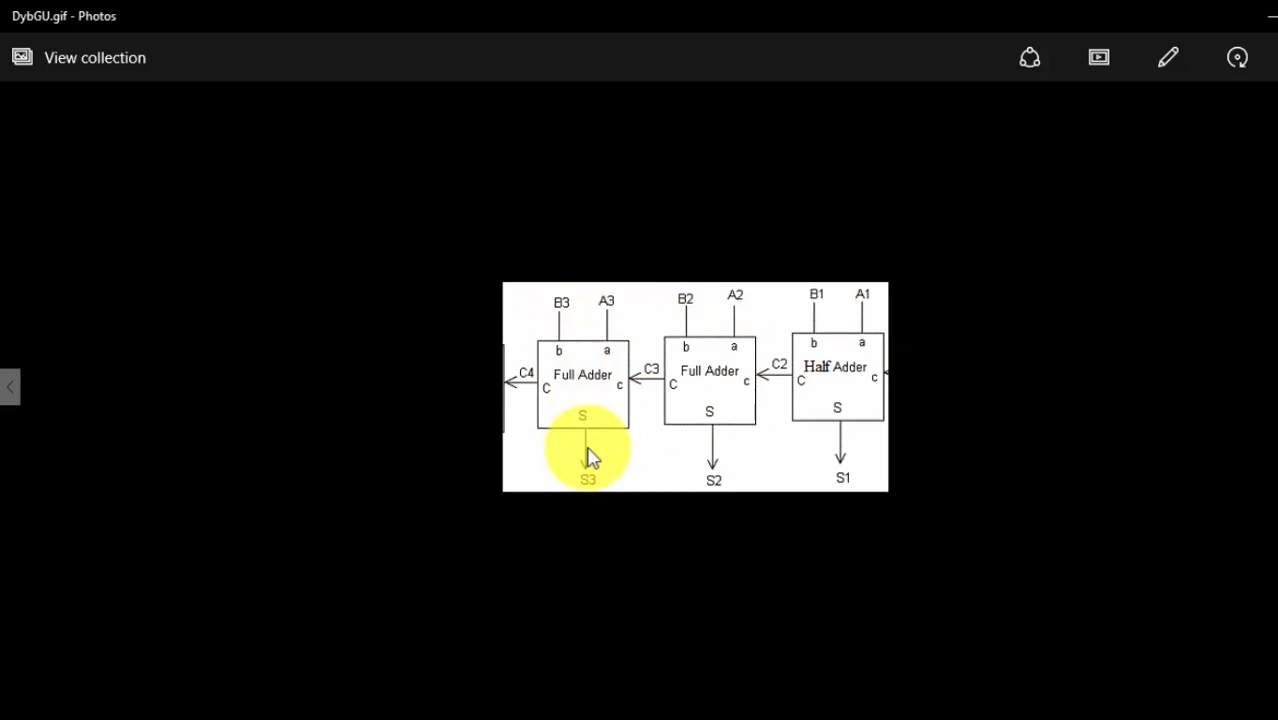 DybGU.gif - Photos
View collection
B3 A3 B2 A2 B1 A1
b a b a b a
C4 C Full Adder c C3 C Full Adder c C2 C Half Adder c
S S S
S3 S2 S1